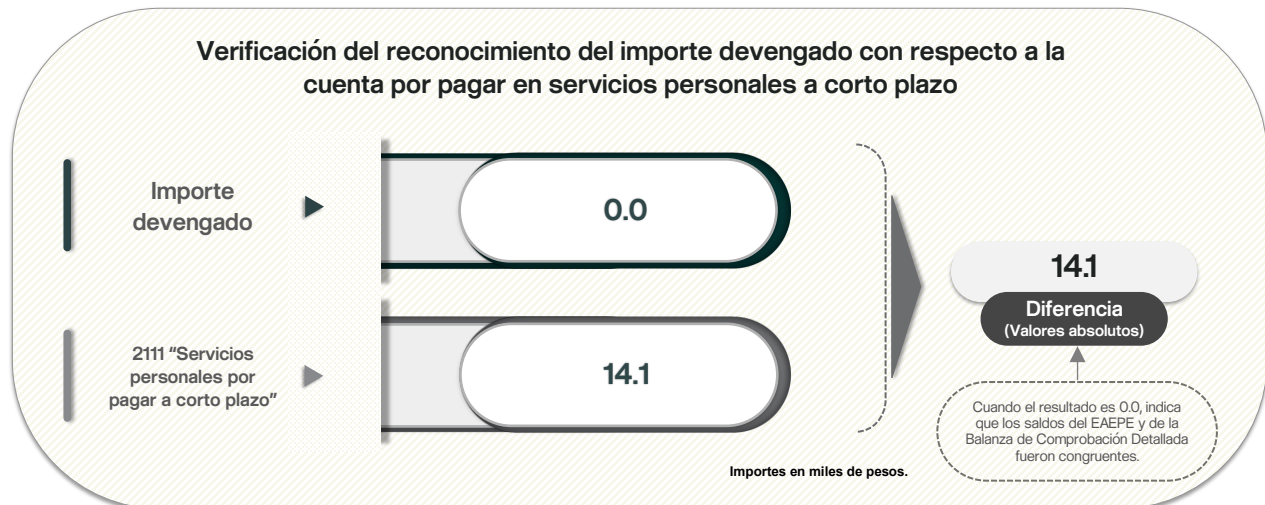 Verificación del reconocimiento del importe devengado con respecto a la
cuenta por pagar en servicios personales a corto plazo
Importe
devengado
0.0
2111 “Servicios
personales por
pagar a corto plazo”
14.1
14.1
Diferencia
(Valores absolutos)
Cuando el resultado es 0.0, indica
que los saldos del EAEPE y de la
Balanza de Comprobación Detallada
fueron congruentes.
Importes en miles de pesos.